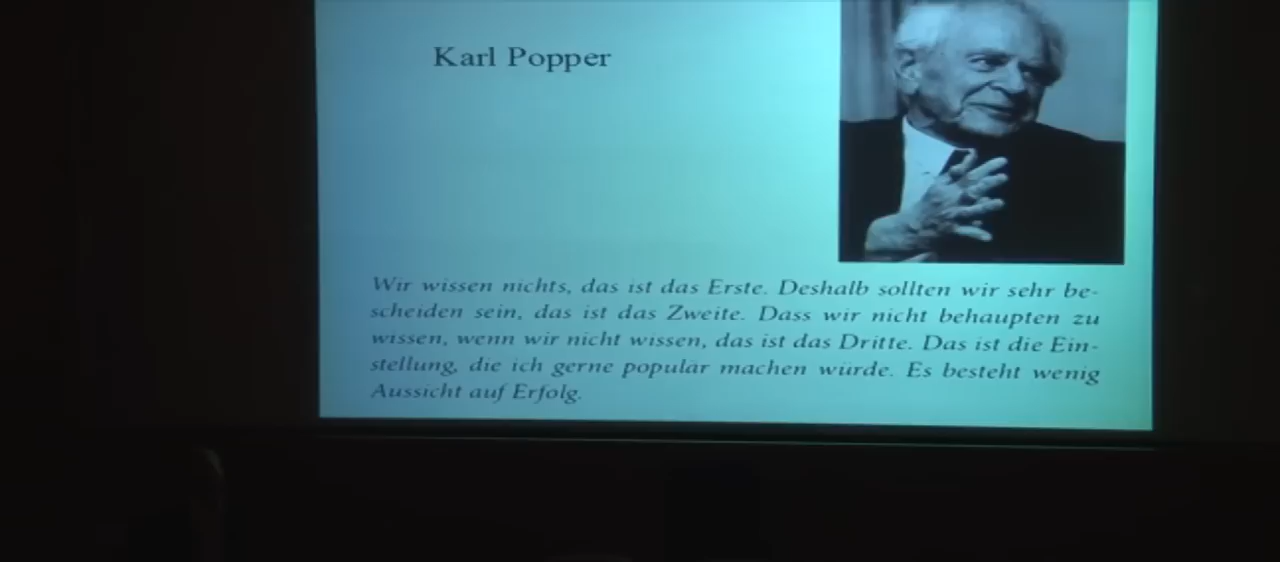 Karl Popper
Wir wissen nichts, das ist das Erste. Deshalb sollten wir sehr be-
scheiden sein, das ist das Zweite. Dass wir nicht behaupten zu
wissen, wenn wir nicht wissen, das ist das Dritte. Das ist die Ein-
stellung, die ich gerne populär machen würde. Es besteht wenig
Aussicht auf Erfolg.